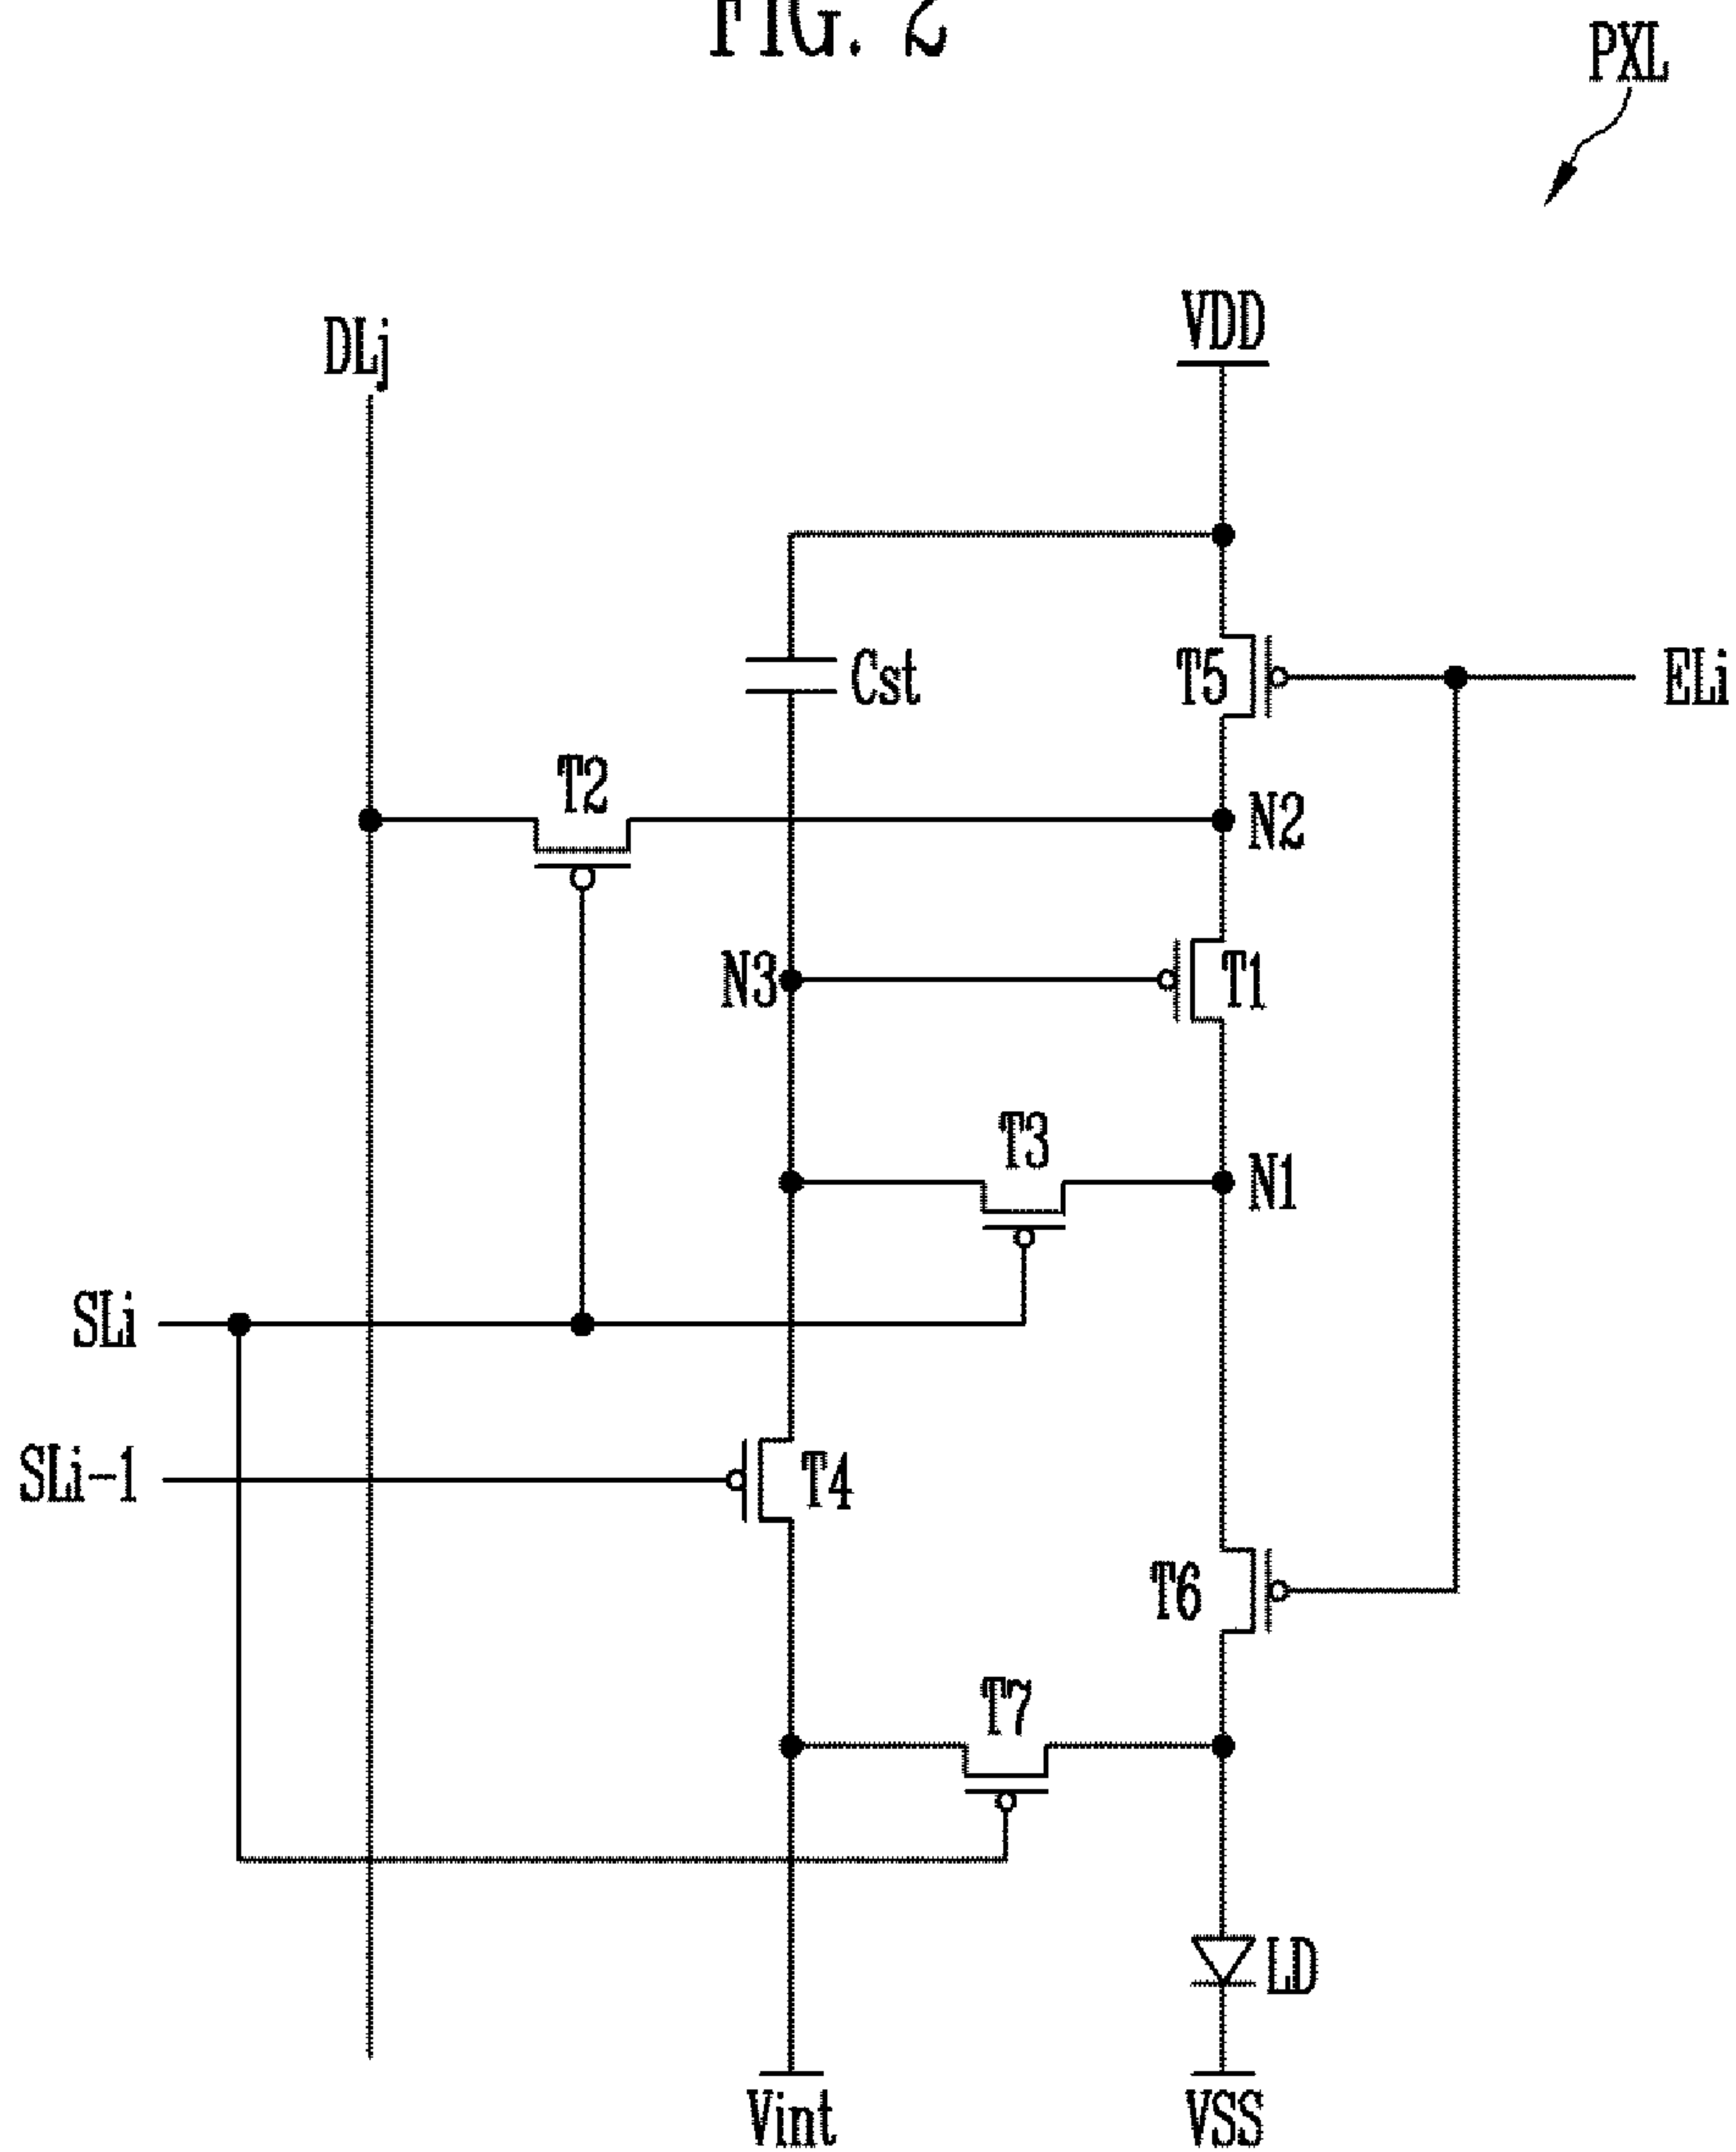 FIG. 2
PXL
DLj
VDD
Cst
T5
ELi
T2
N2
N3
T1
T3
N1
SLi
SLi-1
T4
T6
T7
LD
Vint
VSS